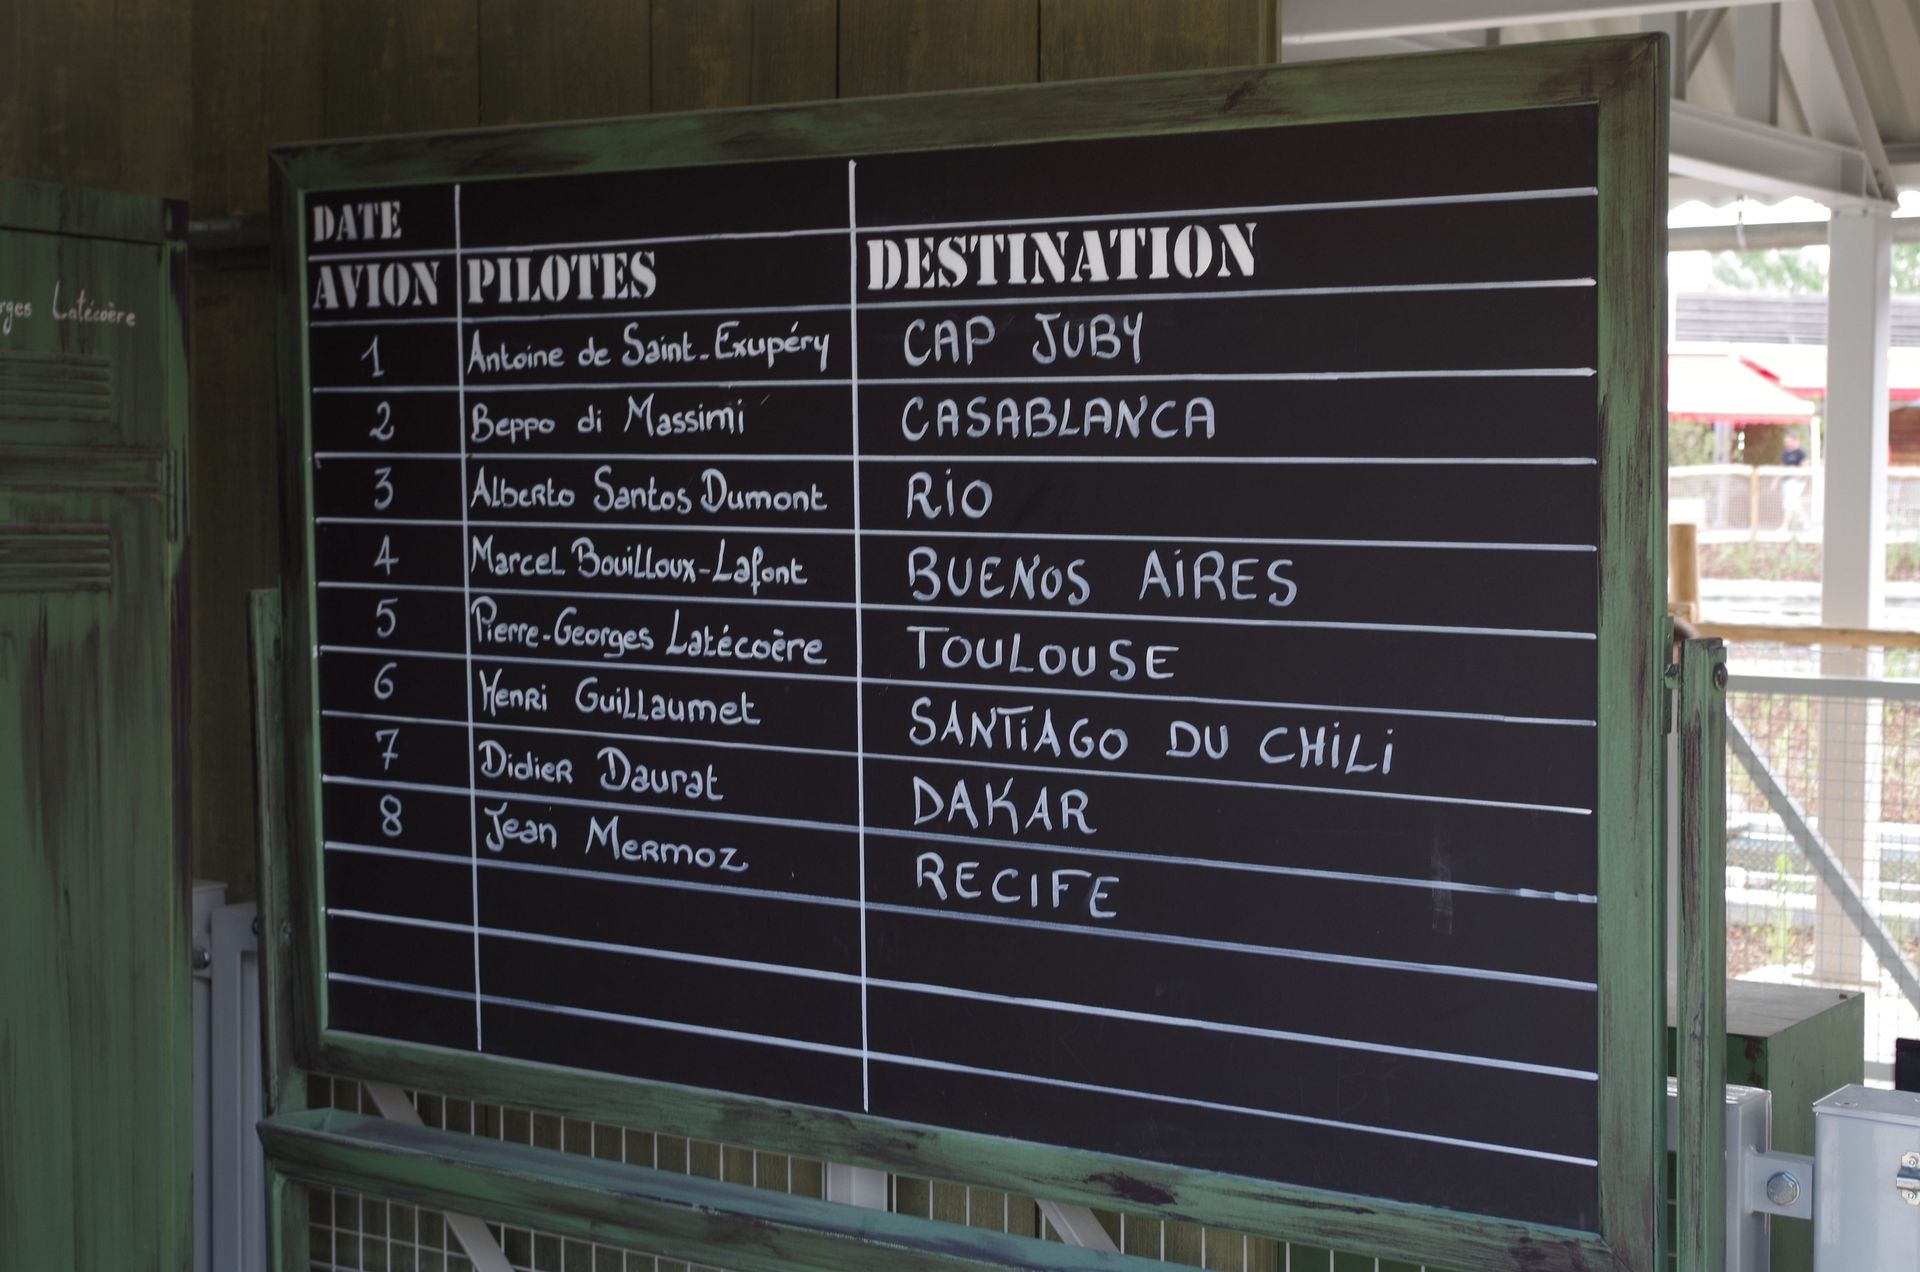 rges Latécoère
DATE
AVION PILOTES DESTINATION
1 Antoine de Saint-Exupéry CAP JUBY
2 Beppo di Massimi CASABLANCA
3 Alberto Santos Dumont RIO
4 Marcel Bouilloux-Lafont BUENOS AIRES
5 Pierre-Georges Latécoère TOULOUSE
6 Henri Guillaumet SANTIAGO DU CHILI
7 Didier Daurat DAKAR
8 Jean Mermoz RECIFE